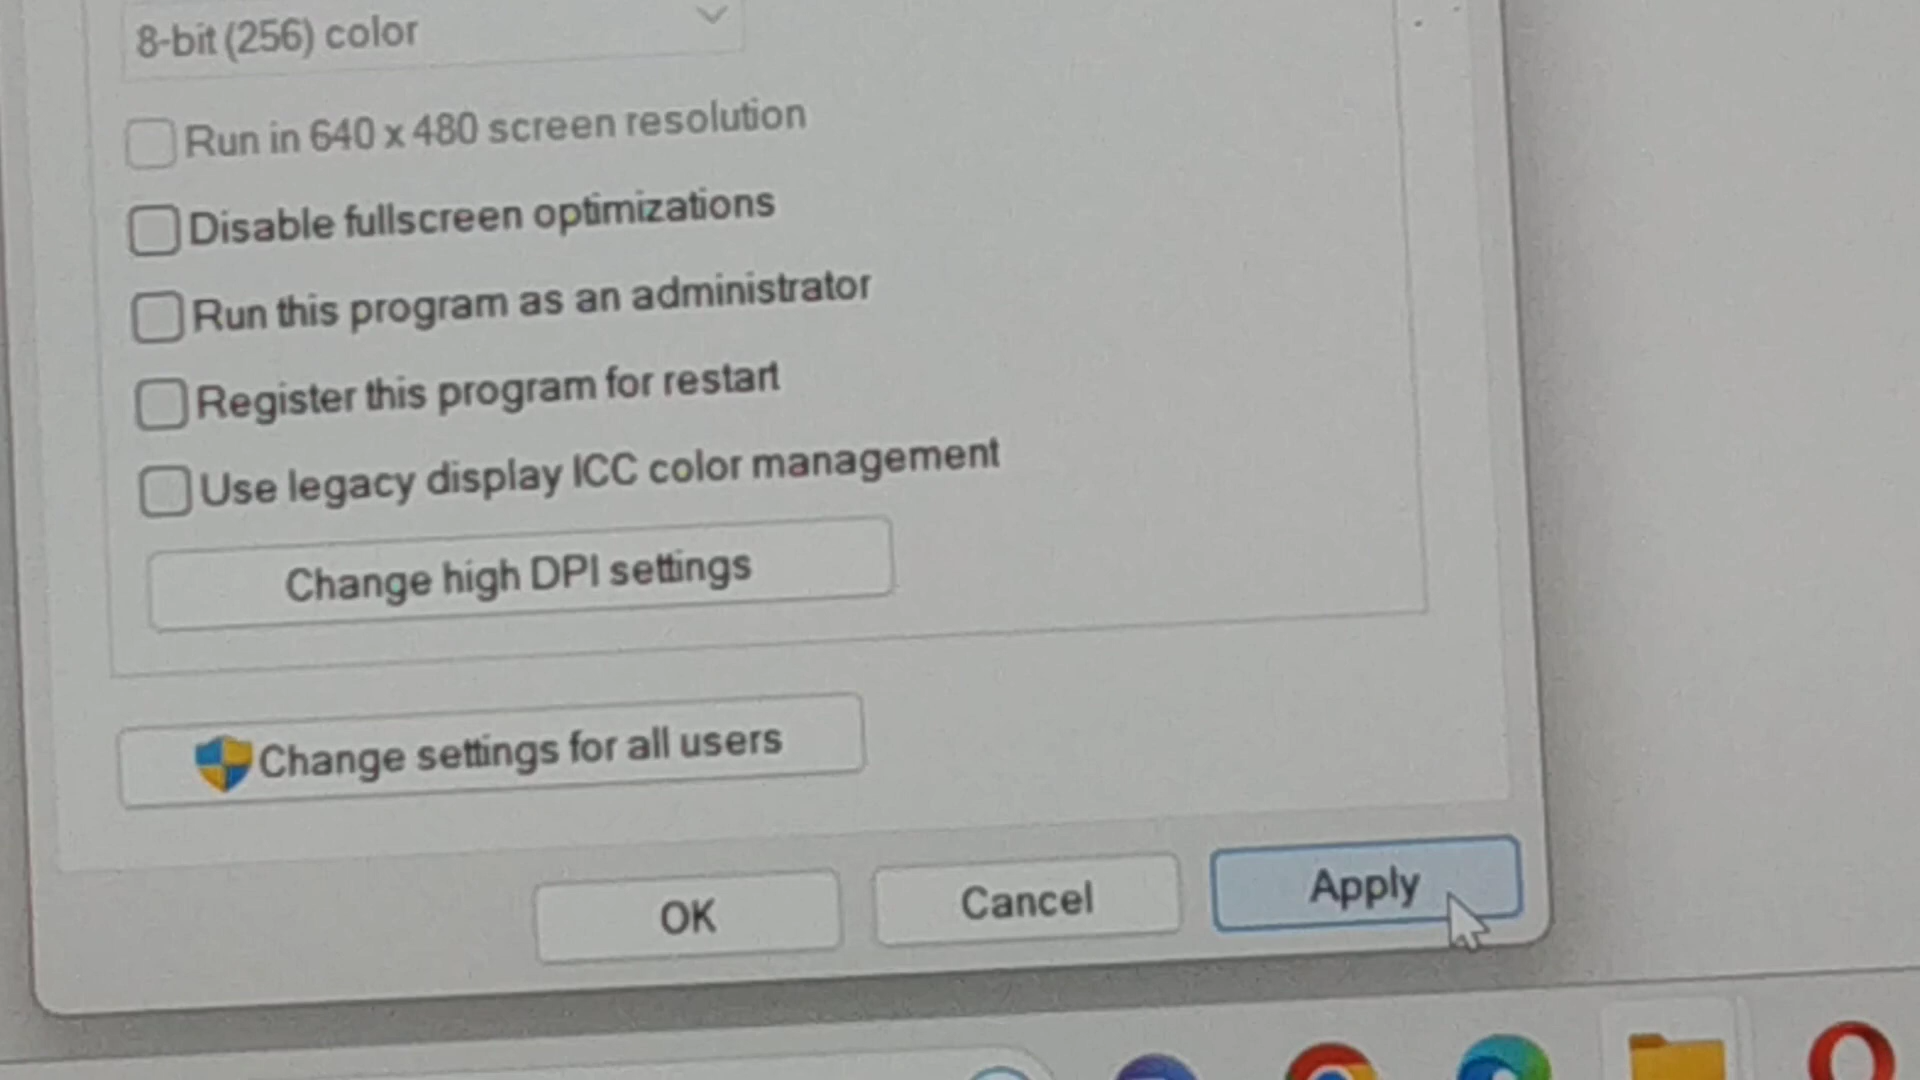 8-bit (256) color
Run in 640 x 480 screen resolution
Disable fullscreen optimizations
Run this program as an administrator
Register this program for restart
Use legacy display ICC color management
Change high DPI settings
Change settings for all users
OK
Cancel
Apply